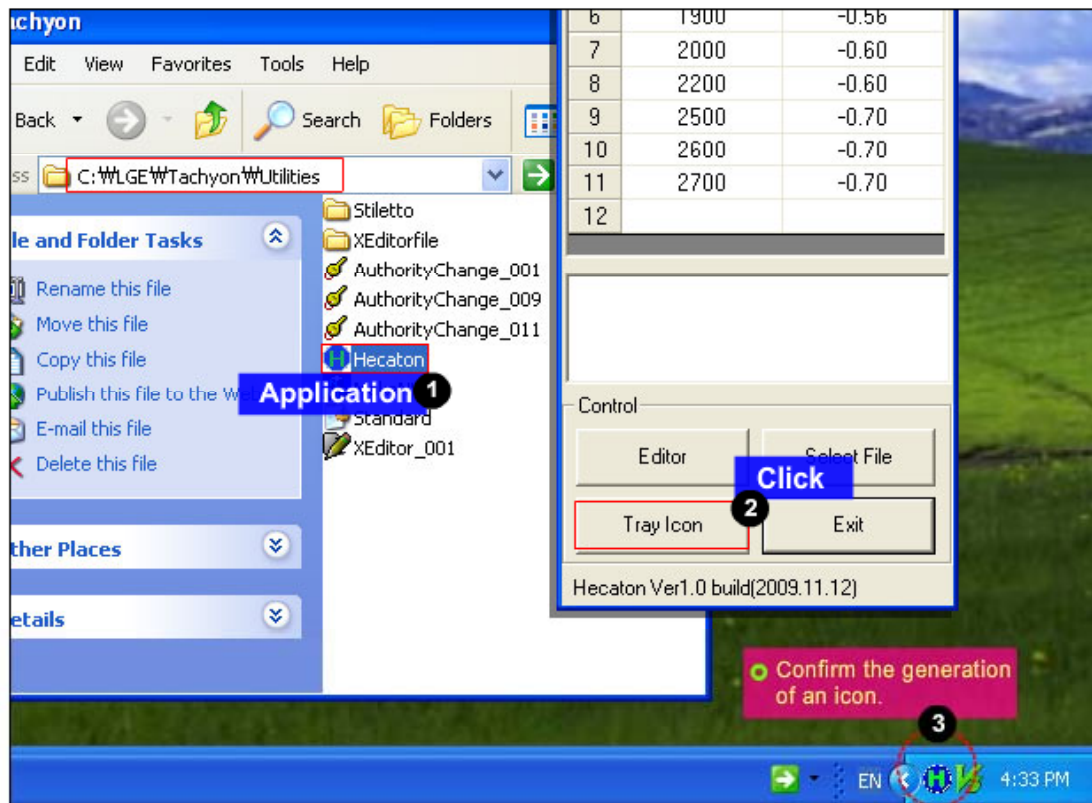 achyon
Edit View Favorites Tools Help
Back Search Folders
ss C:₩LGE₩Tachyon₩Utilities
le and Folder Tasks
Rename this file
Move this file
Copy this file
Publish this file to the We
E-mail this file
Delete this file
ther Places
etails
Stiletto
XEditorfile
AuthorityChange_001
AuthorityChange_009
AuthorityChange_011
Hecaton
Application 1
Standard
XEditor_001
6 1900 -0.56
7 2000 -0.60
8 2200 -0.60
9 2500 -0.70
10 2600 -0.70
11 2700 -0.70
12
Control
Editor Select File
Click
2
Tray Icon Exit
Hecaton Ver1.0 build(2009.11.12)
Confirm the generation
of an icon.
3
EN H 4:33 PM